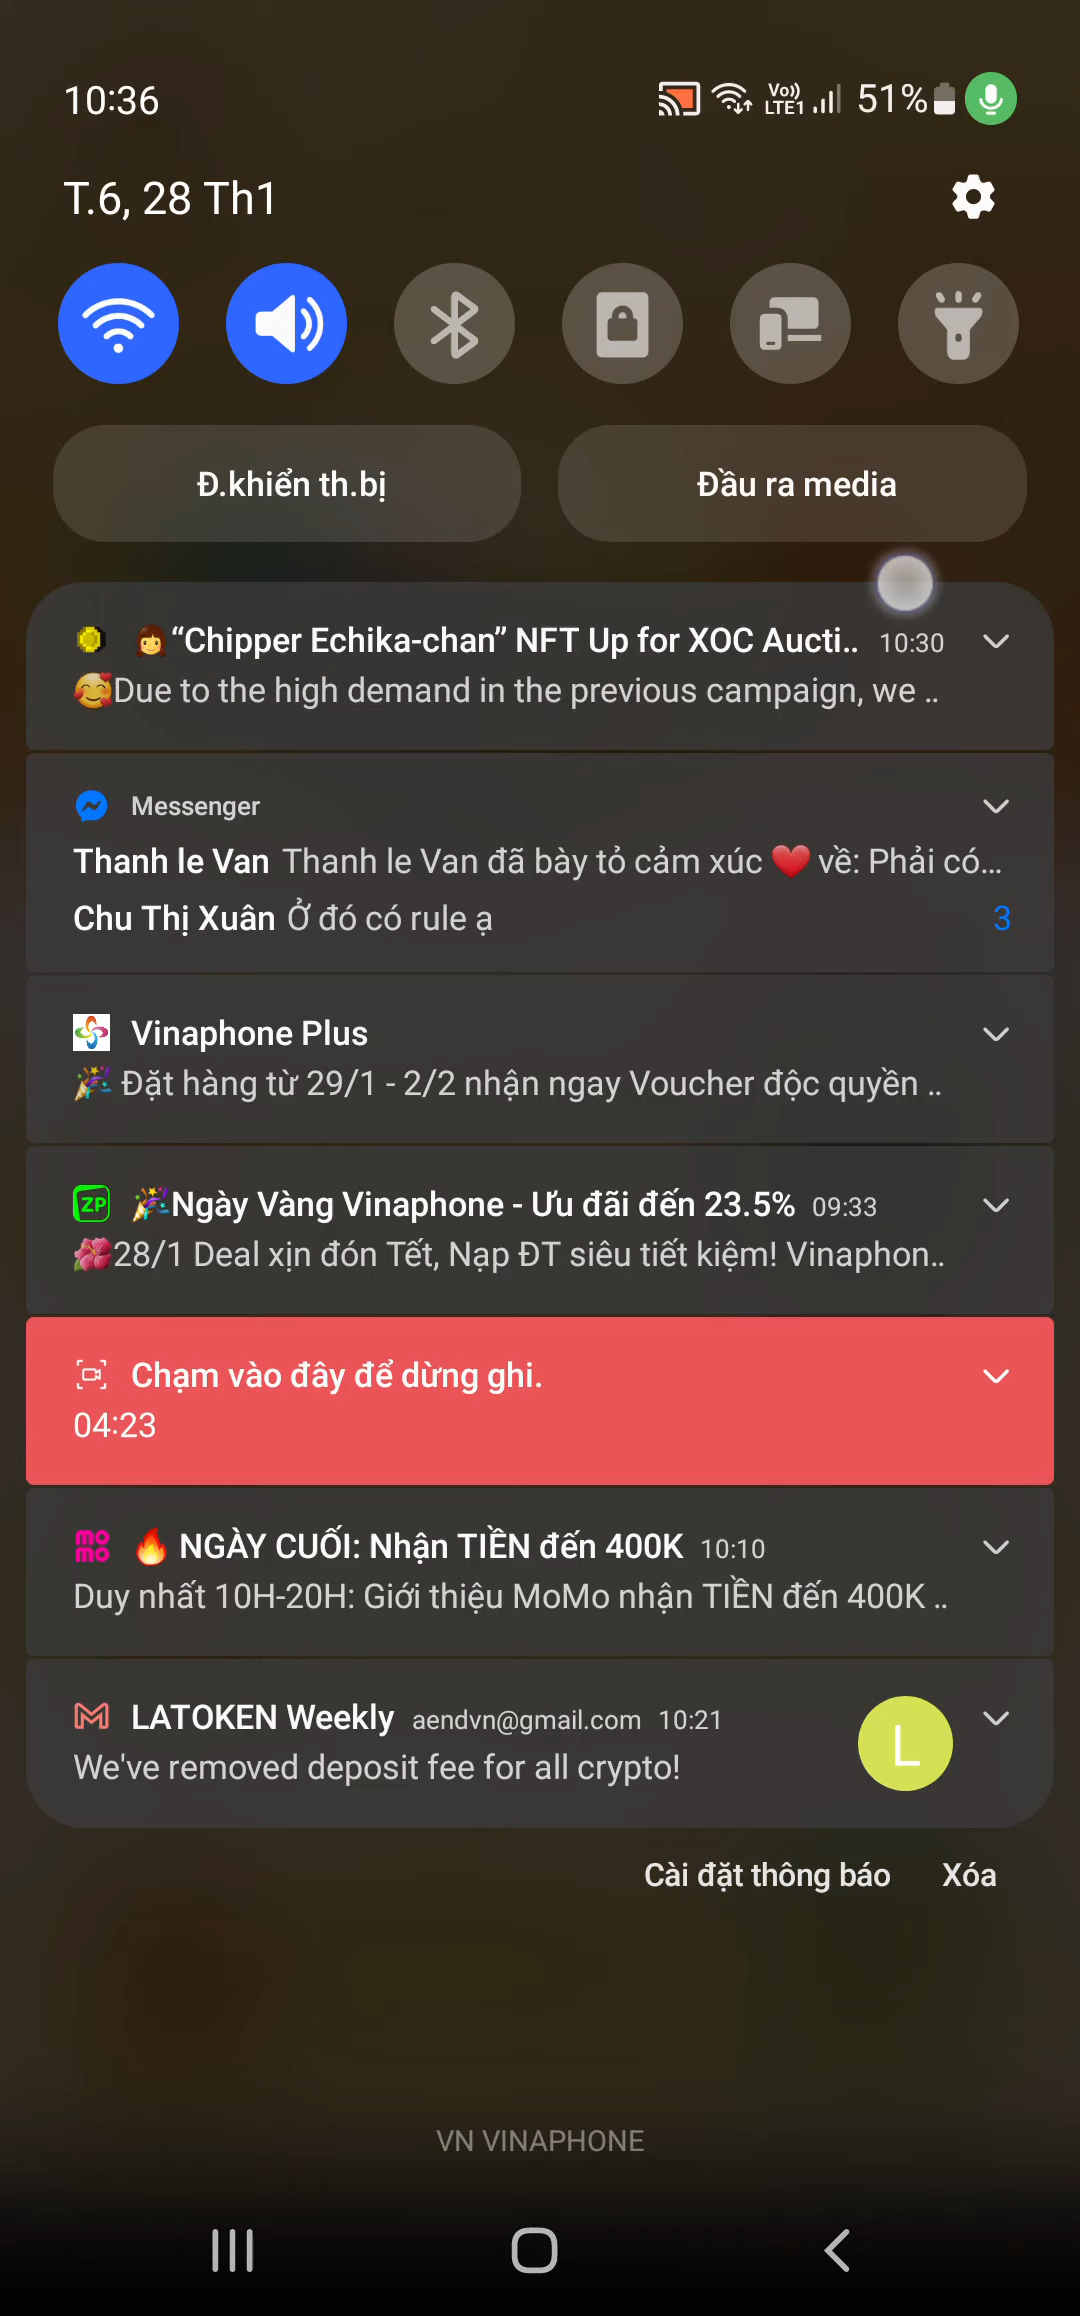 10:36
Vo)) LTE1 51%
T.6, 28 Th1
Đ.khiển th.bị
Đầu ra media
“Chipper Echika-chan” NFT Up for XOC Aucti.. 10:30
Due to the high demand in the previous campaign, we ..
Messenger
Thanh le Van Thanh le Van đã bày tỏ cảm xúc ❤️ về: Phải có...
Chu Thị Xuân Ở đó có rule ạ 3
Vinaphone Plus
🎉 Đặt hàng từ 29/1 - 2/2 nhận ngay Voucher độc quyền ..
ZP 🎉Ngày Vàng Vinaphone - Ưu đãi đến 23.5% 09:33
🌺28/1 Deal xịn đón Tết, Nạp ĐT siêu tiết kiệm! Vinaphon..
Chạm vào đây để dừng ghi.
04:23
mo mo 🔥 NGÀY CUỐI: Nhận TIỀN đến 400K 10:10
Duy nhất 10H-20H: Giới thiệu MoMo nhận TIỀN đến 400K ..
LATOKEN Weekly aendvn@gmail.com 10:21
We've removed deposit fee for all crypto!
L
Cài đặt thông báo Xóa
VN VINAPHONE